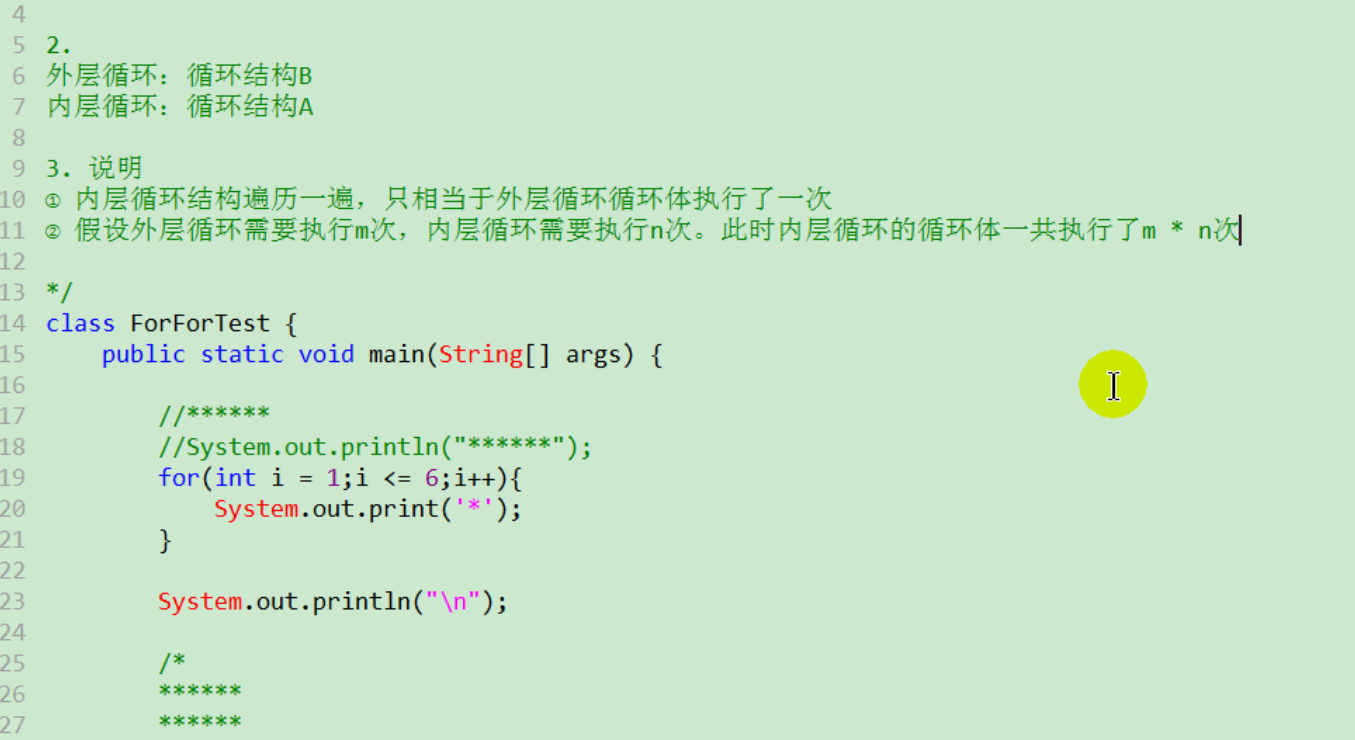 4
5 2.
6 外层循环：循环结构B
7 内层循环：循环结构A
8
9 3. 说明
10 ① 内层循环结构遍历一遍，只相当于外层循环循环体执行了一次
11 ② 假设外层循环需要执行m次，内层循环需要执行n次。此时内层循环的循环体一共执行了m * n次
12
13 */
14 class ForForTest {
15 public static void main(String[] args) {
16
17 //******
18 //System.out.println("******");
19 for(int i = 1;i <= 6;i++){
20 System.out.print('*');
21 }
22
23 System.out.println("\n");
24
25 /*
26 ******
27 ******